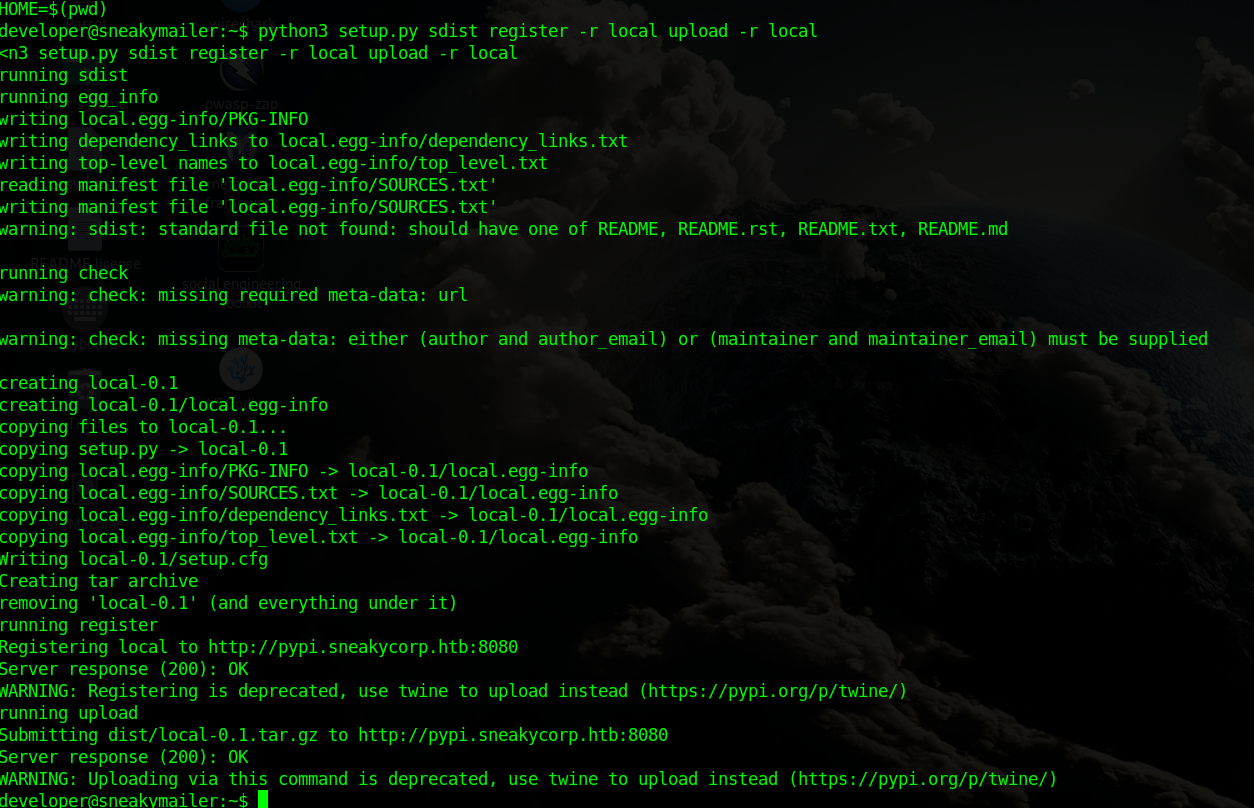 HOME=$(pwd)
developer@sneakymailer:~$ python3 setup.py sdist register -r local upload -r local
<n3 setup.py sdist register -r local upload -r local
running sdist
running egg_info
writing local.egg-info/PKG-INFO
writing dependency_links to local.egg-info/dependency_links.txt
writing top-level names to local.egg-info/top_level.txt
reading manifest file 'local.egg-info/SOURCES.txt'
writing manifest file 'local.egg-info/SOURCES.txt'
warning: sdist: standard file not found: should have one of README, README.rst, README.txt, README.md
running check
warning: check: missing required meta-data: url
warning: check: missing meta-data: either (author and author_email) or (maintainer and maintainer_email) must be supplied
creating local-0.1
creating local-0.1/local.egg-info
copying files to local-0.1...
copying setup.py -> local-0.1
copying local.egg-info/PKG-INFO -> local-0.1/local.egg-info
copying local.egg-info/SOURCES.txt -> local-0.1/local.egg-info
copying local.egg-info/dependency_links.txt -> local-0.1/local.egg-info
copying local.egg-info/top_level.txt -> local-0.1/local.egg-info
Writing local-0.1/setup.cfg
Creating tar archive
removing 'local-0.1' (and everything under it)
running register
Registering local to http://pypi.sneakycorp.htb:8080
Server response (200): OK
WARNING: Registering is deprecated, use twine to upload instead (https://pypi.org/p/twine/)
running upload
Submitting dist/local-0.1.tar.gz to http://pypi.sneakycorp.htb:8080
Server response (200): OK
WARNING: Uploading via this command is deprecated, use twine to upload instead (https://pypi.org/p/twine/)
developer@sneakymailer:~$
owasp-zap
README license
social engineering